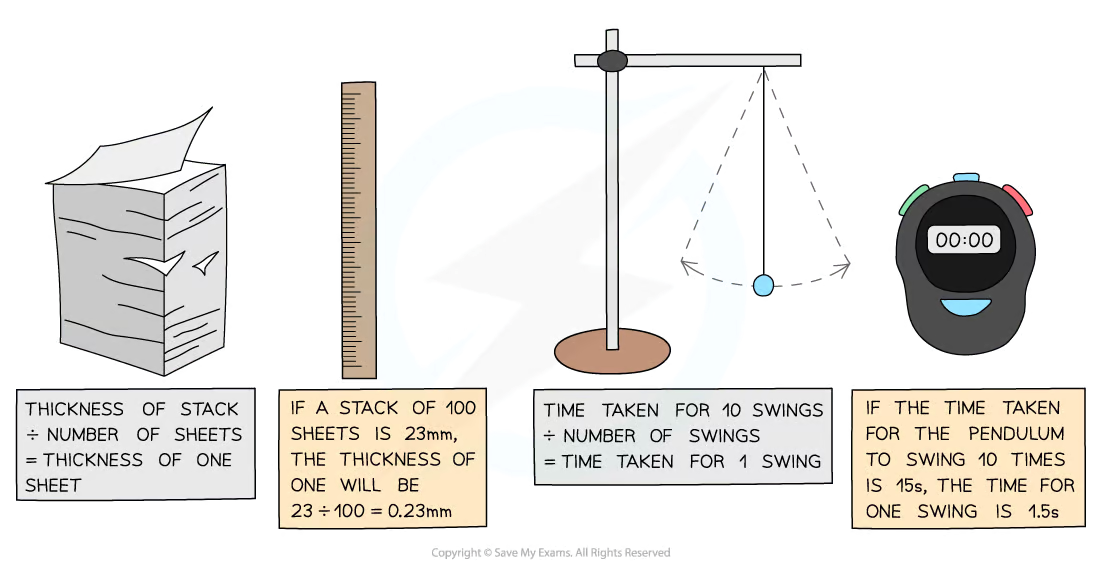 THICKNESS OF STACK
÷ NUMBER OF SHEETS
= THICKNESS OF ONE
SHEET
IF A STACK OF 100
SHEETS IS 23mm,
THE THICKNESS OF
ONE WILL BE
23 ÷ 100 = 0.23mm
TIME TAKEN FOR 10 SWINGS
÷ NUMBER OF SWINGS
= TIME TAKEN FOR 1 SWING
00:00
IF THE TIME TAKEN
FOR THE PENDULUM
TO SWING 10 TIMES
IS 15s, THE TIME FOR
ONE SWING IS 1.5s
Copyright © Save My Exams. All Rights Reserved